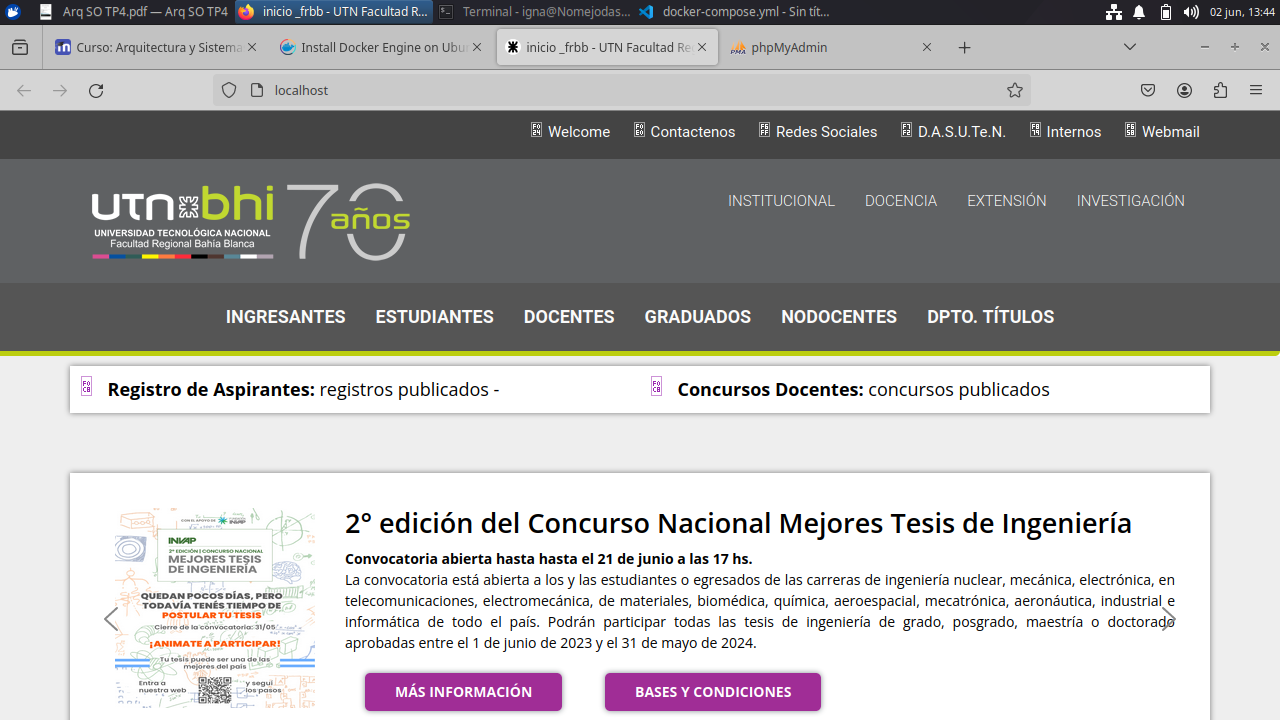 Arq SO TP4.pdf — Arq SO TP4
inicio _frbb - UTN Facultad R...
Terminal - igna@Nomejodas...
docker-compose.yml - Sin tít...
02 jun, 13:44
Curso: Arquitectura y Sistema
Install Docker Engine on Ubu
inicio _frbb - UTN Facultad Re
phpMyAdmin
localhost
Welcome
Contactenos
Redes Sociales
D.A.S.U.Te.N.
Internos
Webmail
utn bhi 70 años
UNIVERSIDAD TECNOLÓGICA NACIONAL
Facultad Regional Bahía Blanca
INSTITUCIONAL
DOCENCIA
EXTENSIÓN
INVESTIGACIÓN
INGRESANTES
ESTUDIANTES
DOCENTES
GRADUADOS
NODOCENTES
DPTO. TÍTULOS
Registro de Aspirantes: registros publicados -
Concursos Docentes: concursos publicados
CON EL APOYO DE
INVAP
2ª EDICIÓN | CONCURSO NACIONAL
MEJORES TESIS
DE INGENIERÍA
QUEDAN POCOS DÍAS, PERO
TODAVÍA TENÉS TIEMPO DE
POSTULAR TU TESIS
Cierre de la convocatoria: 31/05
¡ANIMATE A PARTICIPAR!
Tu tesis puede ser una de las
mejores del país
Entra a
nuestra web
y seguí
los pasos
2° edición del Concurso Nacional Mejores Tesis de Ingeniería
Convocatoria abierta hasta hasta el 21 de junio a las 17 hs.
La convocatoria está abierta a los y las estudiantes o egresados de las carreras de ingeniería nuclear, mecánica, electrónica, en
telecomunicaciones, electromecánica, de materiales, biomédica, química, aeroespacial, mecatrónica, aeronáutica, industrial e
informática de todo el país. Podrán participar todas las tesis de ingeniería de grado, posgrado, maestría o doctorado
aprobadas entre el 1 de junio de 2023 y el 31 de mayo de 2024.
MÁS INFORMACIÓN
BASES Y CONDICIONES